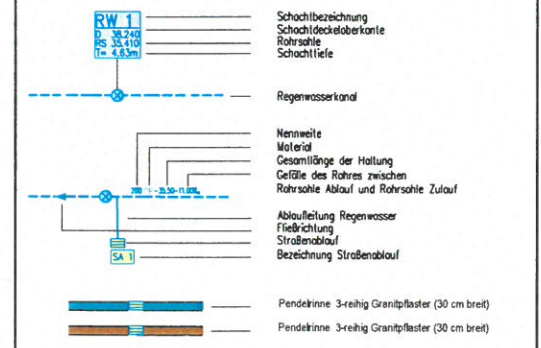 RW 1
D 38.240
RS 35.410
T= 4.63m
Schachtbezeichnung
Schachtdeckeloberkante
Rohrsohle
Schachttiefe
Regenwasserkanal
Nennweite
Material
Gesamtlänge der Haltung
Gefälle des Rohres zwischen
Rohrsohle Ablauf und Rohrsohle Zulauf
Ablaufleitung Regenwasser
Fließrichtung
Straßenablauf
Bezeichnung Straßenablauf
SA 1
Pendelrinne 3-reihig Granitpflaster (30 cm breit)
Pendelrinne 3-reihig Granitpflaster (30 cm breit)